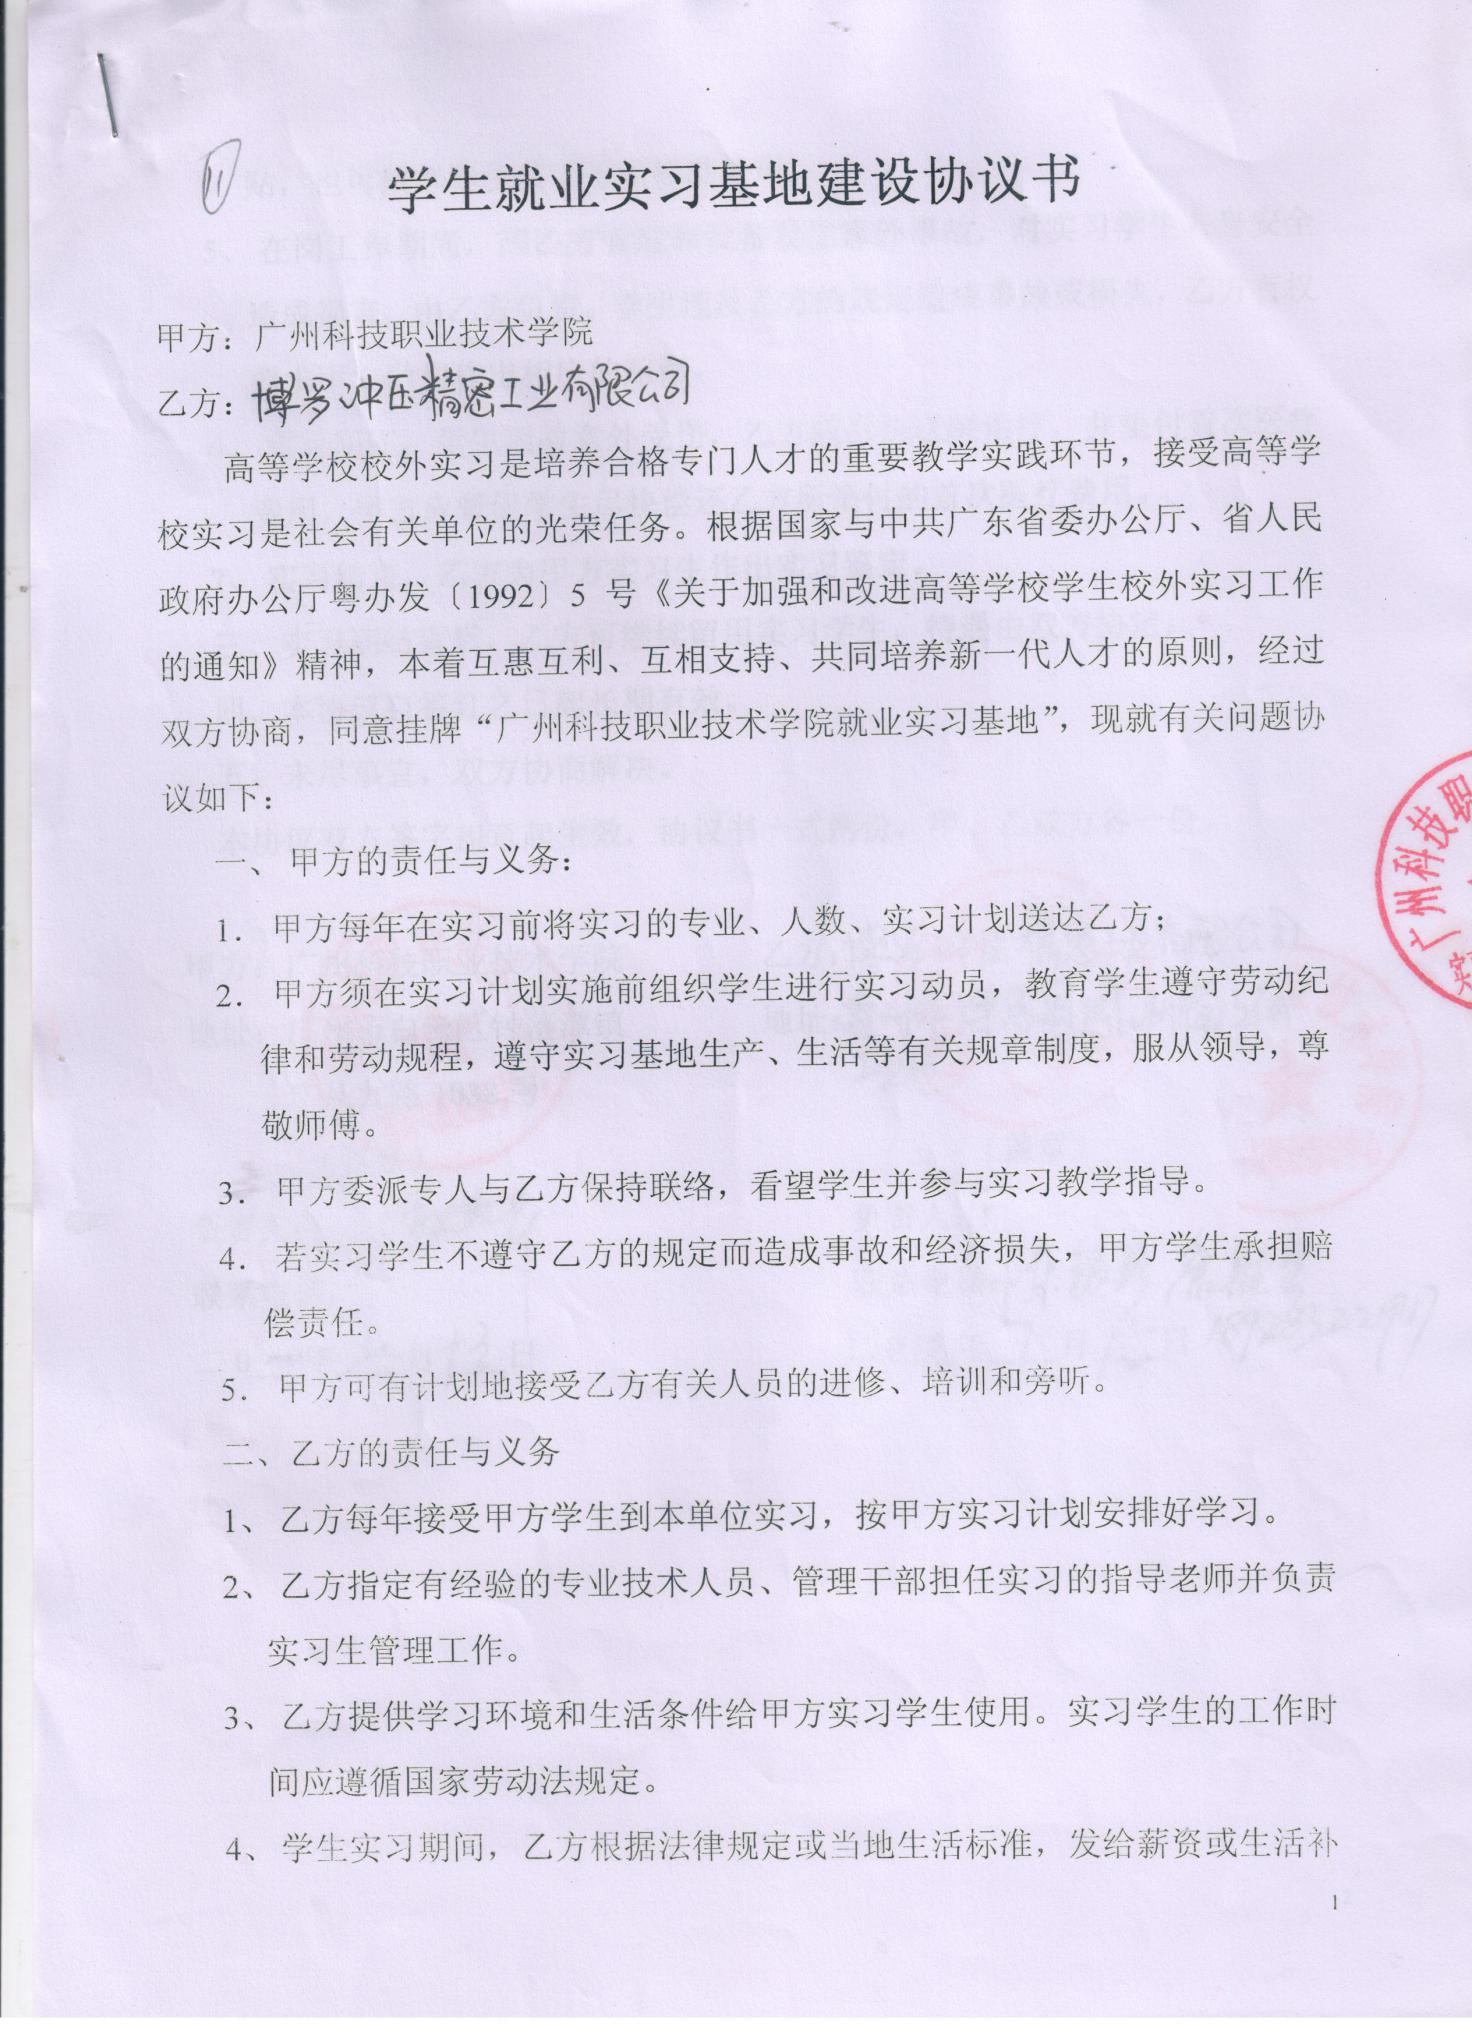 11
学生就业实习基地建设协议书
甲方：广州科技职业技术学院
乙方：博罗冲压精密工业有限公司
高等学校校外实习是培养合格专门人才的重要教学实践环节，接受高等学
校实习是社会有关单位的光荣任务。根据国家与中共广东省委办公厅、省人民
政府办公厅粤办发〔1992〕5 号《关于加强和改进高等学校学生校外实习工作
的通知》精神，本着互惠互利、互相支持、共同培养新一代人才的原则，经过
双方协商，同意挂牌“广州科技职业技术学院就业实习基地”，现就有关问题协
议如下：
一、 甲方的责任与义务：
1． 甲方每年在实习前将实习的专业、人数、实习计划送达乙方；
2． 甲方须在实习计划实施前组织学生进行实习动员，教育学生遵守劳动纪
律和劳动规程，遵守实习基地生产、生活等有关规章制度，服从领导，尊
敬师傅。
3． 甲方委派专人与乙方保持联络，看望学生并参与实习教学指导。
4． 若实习学生不遵守乙方的规定而造成事故和经济损失，甲方学生承担赔
偿责任。
5． 甲方可有计划地接受乙方有关人员的进修、培训和旁听。
二、乙方的责任与义务
1、 乙方每年接受甲方学生到本单位实习，按甲方实习计划安排好学习。
2、 乙方指定有经验的专业技术人员、管理干部担任实习的指导老师并负责
实习生管理工作。
3、 乙方提供学习环境和生活条件给甲方实习学生使用。实习学生的工作时
间应遵循国家劳动法规定。
4、 学生实习期间，乙方根据法律规定或当地生活标准，发给薪资或生活补
1
广州科技职
实